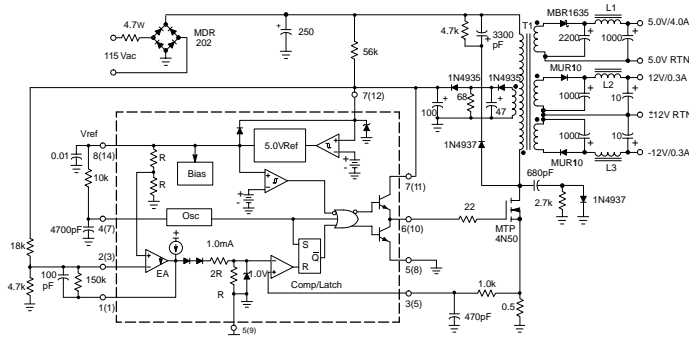 4.7W
MDR
202
115 Vac
250
56k
4.7k
3300
pF
T1
MBR1635
L1
5.0V/4.0A
2200
1000
5.0V RTN
MUR10
12V/0.3A
1000
L2
10
±12V RTN
1000
10
MUR10
L3
-12V/0.3A
1N4935
1N4935
68
100
47
1N4937
7(12)
Vref
0.01
8(14)
R
R
Bias
5.0VRef
7(11)
680pF
2.7k
1N4937
10k
4700pF
4(7)
Osc
6(10)
22
MTP
4N50
18k
4.7k
2(3)
100
pF
150k
EA
1.0mA
2R
R
1.0V
S
R
Q
Comp/Latch
5(8)
3(5)
1.0k
470pF
0.5
1(1)
5(9)